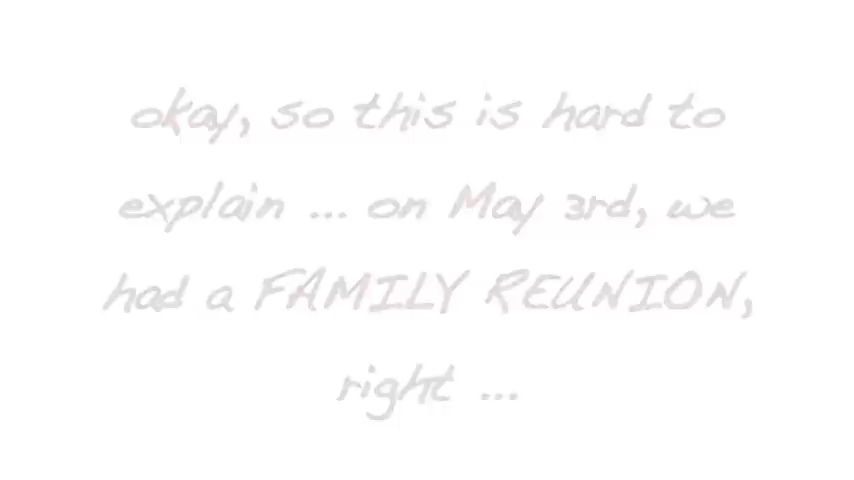 okay, so this is hard to
explain ... on May 3rd, we
had a FAMILY REUNION,
right ...